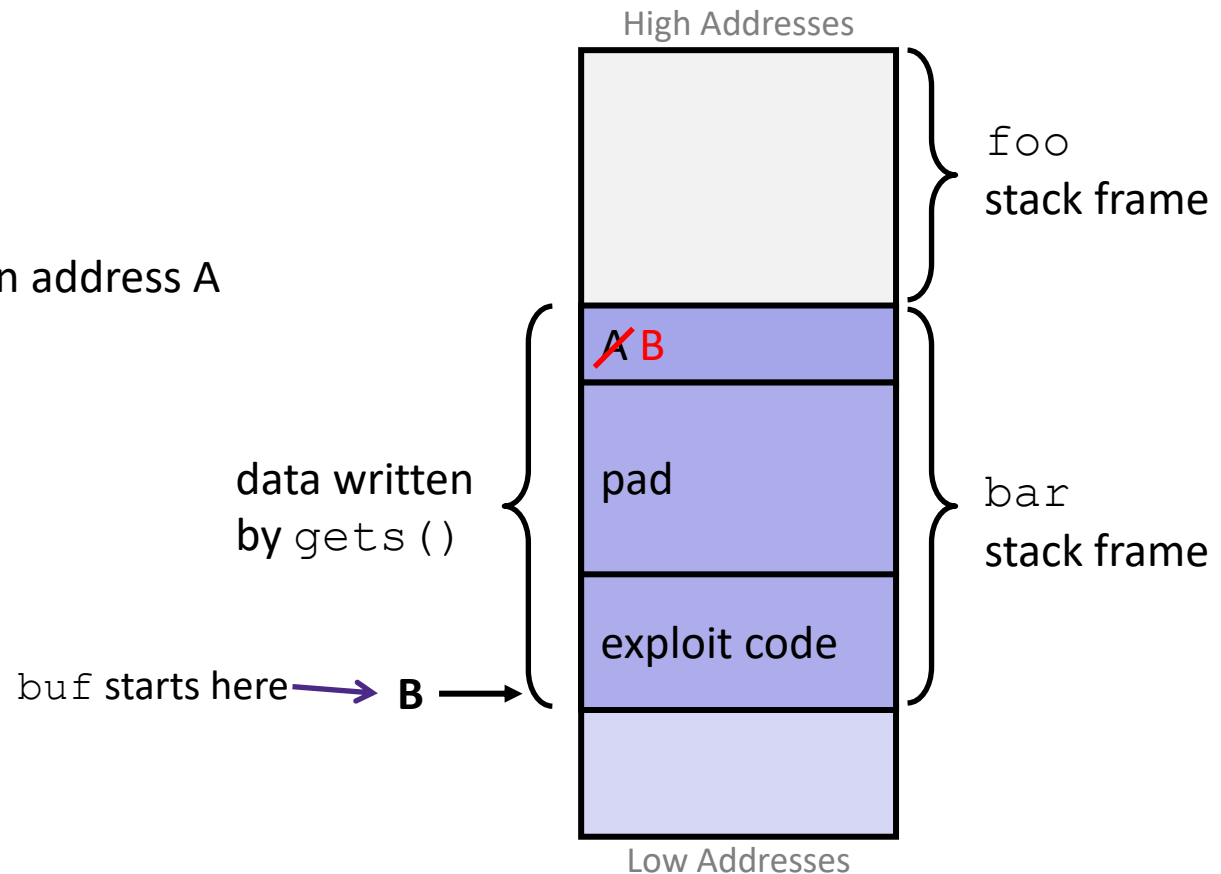 High Addresses
foo
stack frame
n address A
A B
data written
by gets()
pad
bar
stack frame
exploit code
buf starts here
B
Low Addresses